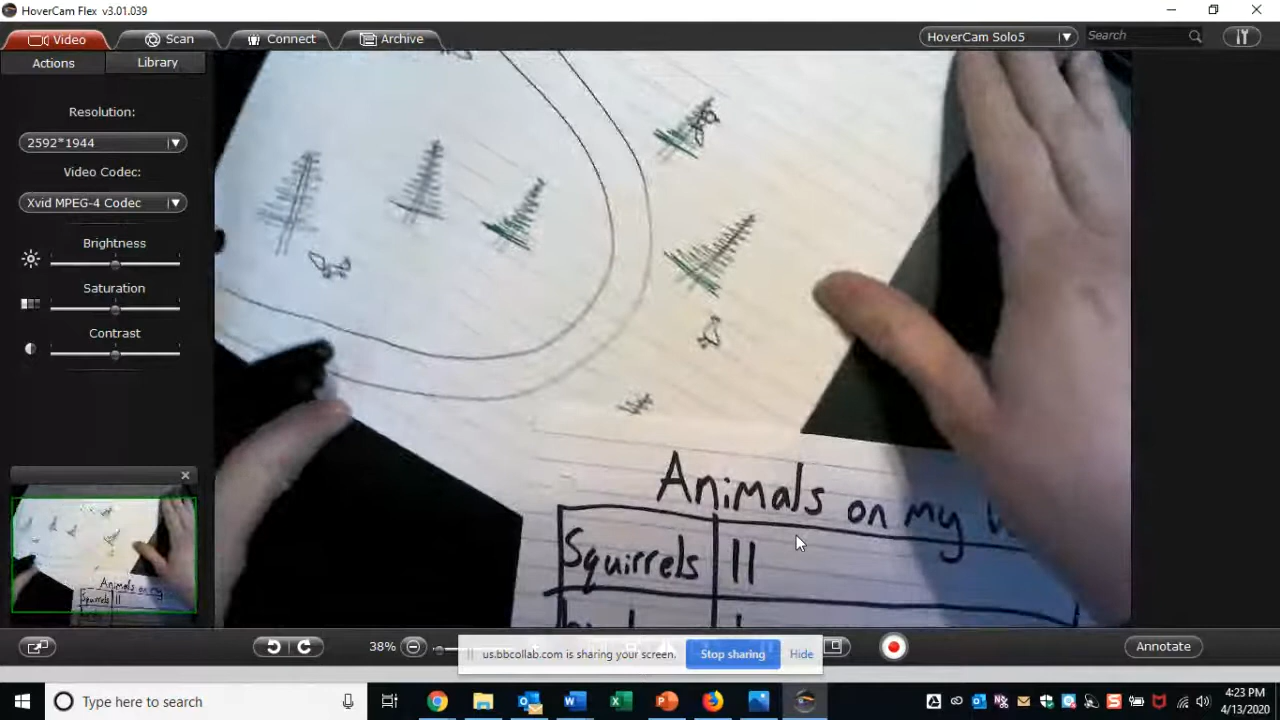 HoverCam Flex v3.01.039
Video Scan Connect Archive HoverCam Solo5 Search
Actions Library
Resolution:
2592*1944
Video Codec:
Xvid MPEG-4 Codec
Brightness
Saturation
Contrast
Animals on my
Squirrels ||
38%
us.bbcollab.com is sharing your screen. Stop sharing Hide
Annotate
Type here to search
4:23 PM
4/13/2020